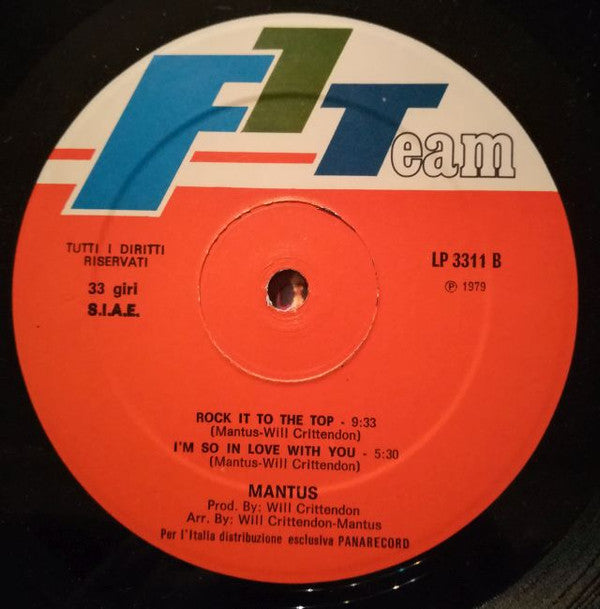 F1Team
TUTTI I DIRITTI
RISERVATI
33 giri
S.I.A.E.
LP 3311 B
Ⓟ 1979
ROCK IT TO THE TOP - 9:33
(Mantus-Will Crittendon)
I'M SO IN LOVE WITH YOU - 5:30
(Mantus-Will Crittendon)
MANTUS
Prod. By: Will Crittendon
Arr. By: Will Crittendon-Mantus
Per l'Italia distribuzione esclusiva PANARECORD